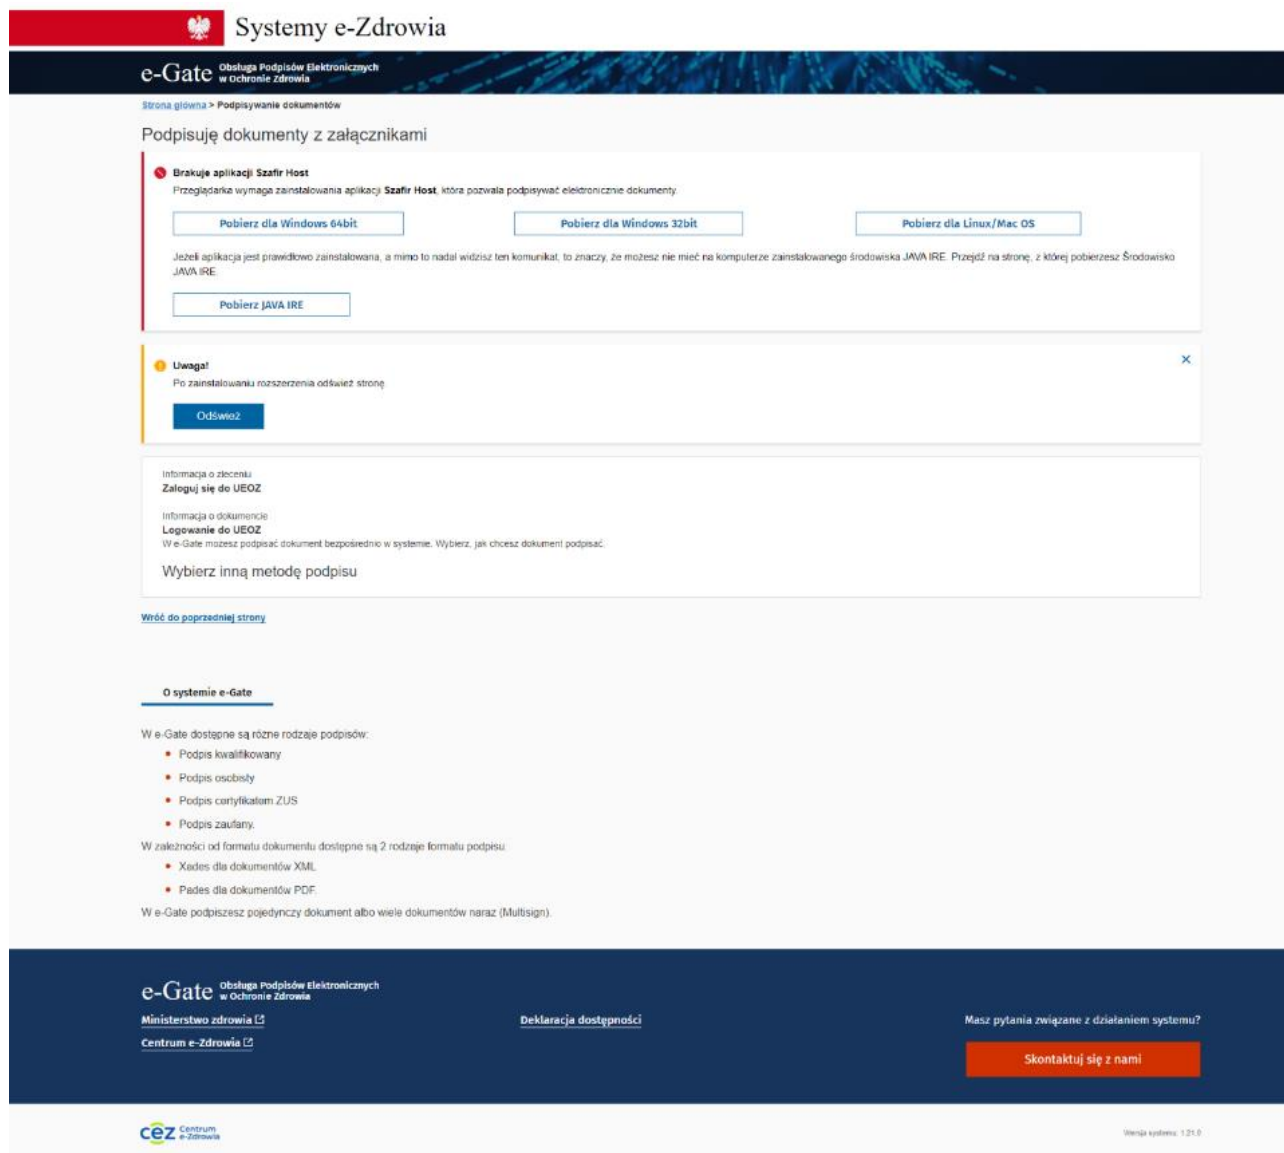 Systemy e-Zdrowia
e-Gate Obsługa Podpisów Elektronicznych
w Ochronie Zdrowia
Strona główna > Podpisywanie dokumentów
Podpisuję dokumenty z załącznikami
Brakuje aplikacji Szafir Host
Przeglądarka wymaga zainstalowania aplikacji Szafir Host, która pozwala podpisywać elektronicznie dokumenty.
Pobierz dla Windows 64bit
Pobierz dla Windows 32bit
Pobierz dla Linux/Mac OS
Jeżeli aplikacja jest prawidłowo zainstalowana, a mimo to nadal widzisz ten komunikat, to znaczy, że możesz nie mieć na komputerze zainstalowanego środowiska JAVA IRE. Przejdź na stronę, z której pobierzesz Środowisko
JAVA IRE.
Pobierz JAVA IRE
Uwaga!
Po zainstalowaniu rozszerzenia odśwież stronę.
Odśwież
Informacja o zleceniu
Zaloguj się do UEOZ
Informacja o dokumencie
Logowanie do UEOZ
W e-Gate możesz podpisać dokument bezpośrednio w systemie. Wybierz, jak chcesz dokument podpisać.
Wybierz inną metodę podpisu
Wróć do poprzedniej strony
O systemie e-Gate
W e-Gate dostępne są różne rodzaje podpisów:
• Podpis kwalifikowany
• Podpis osobisty
• Podpis certyfikatem ZUS
• Podpis zaufany.
W zależności od formatu dokumentu dostępne są 2 rodzaje formatu podpisu:
• Xades dla dokumentów XML
• Pades dla dokumentów PDF.
W e-Gate podpiszesz pojedynczy dokument albo wiele dokumentów naraz (Multisign).
e-Gate Obsługa Podpisów Elektronicznych
w Ochronie Zdrowia
Ministerstwo zdrowia
Deklaracja dostępności
Masz pytania związane z działaniem systemu?
Centrum e-Zdrowia
Skontaktuj się z nami
cez Centrum
e-Zdrowia
Wersja systemu: 1.21.0